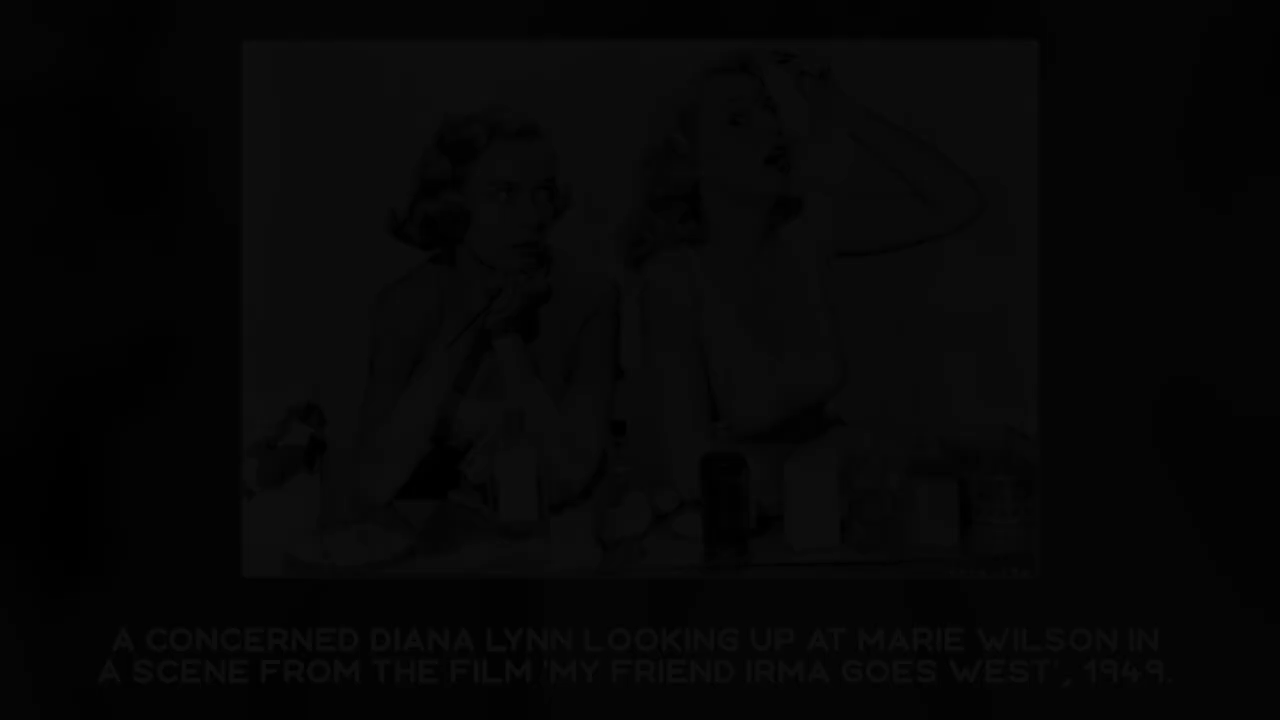 A CONCERNED DIANA LYNN LOOKING UP AT MARIE WILSON IN
A SCENE FROM THE FILM 'MY FRIEND IRMA GOES WEST', 1949.